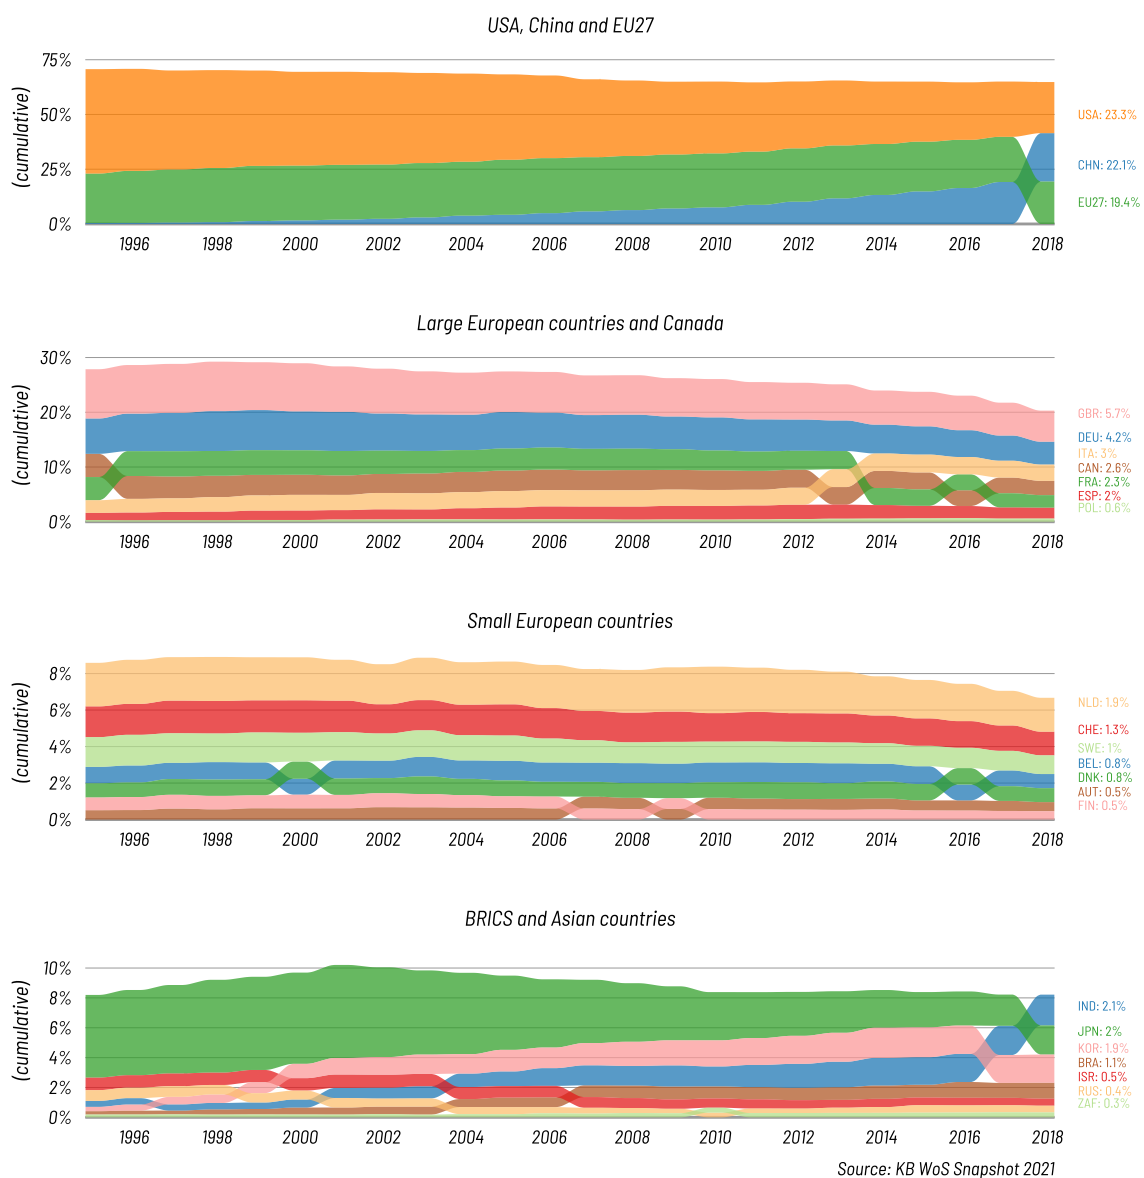 USA, China and EU27
(cumulative)
75%
50%
25%
0%
1996 1998 2000 2002 2004 2006 2008 2010 2012 2014 2016 2018
USA: 23.3%
CHN: 22.1%
EU27: 19.4%
Large European countries and Canada
(cumulative)
30%
20%
10%
0%
1996 1998 2000 2002 2004 2006 2008 2010 2012 2014 2016 2018
GBR: 5.7%
DEU: 4.2%
ITA: 3%
CAN: 2.6%
FRA: 2.3%
ESP: 2%
POL: 0.6%
Small European countries
(cumulative)
8%
6%
4%
2%
0%
1996 1998 2000 2002 2004 2006 2008 2010 2012 2014 2016 2018
NLD: 1.9%
CHE: 1.3%
SWE: 1%
BEL: 0.8%
DNK: 0.8%
AUT: 0.5%
FIN: 0.5%
BRICS and Asian countries
(cumulative)
10%
8%
6%
4%
2%
0%
1996 1998 2000 2002 2004 2006 2008 2010 2012 2014 2016 2018
IND: 2.1%
JPN: 2%
KOR: 1.9%
BRA: 1.1%
ISR: 0.5%
RUS: 0.4%
ZAF: 0.3%
Source: KB WoS Snapshot 2021